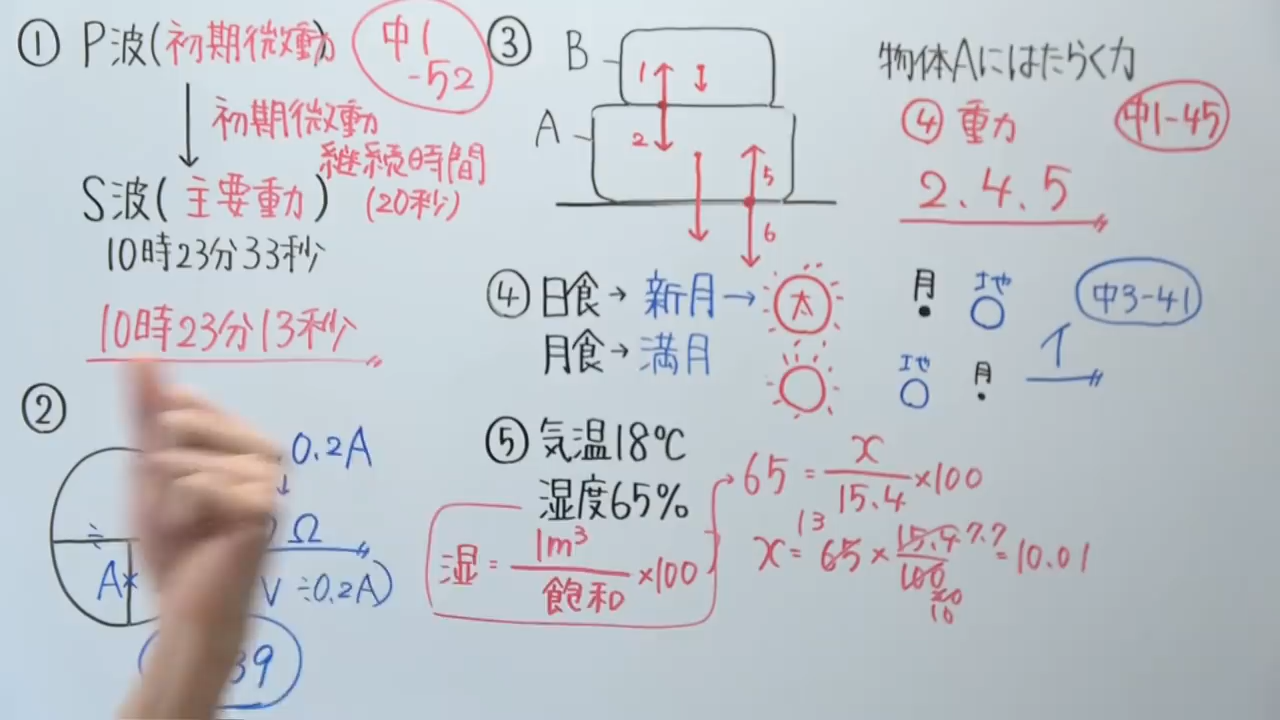 ① P波(初期微動)
中1
-52
初期微動
継続時間
S波(主要動) (20秒)
10時23分33秒
10時23分13秒
②
0.2A
÷
Ω
A×
V÷0.2A)
39
③
B
A
1
2
5
6
物体Aにはたらく力
④ 重力
中1-45
2.4.5
④ 日食→新月→
太
月
地
中3-41
月食→満月
地
月
1
⑤ 気温18℃
湿度65%
湿=1m³/飽和×100
65=x/15.4×100
x=65×15.4/100=10.01
13
7.7
20
10